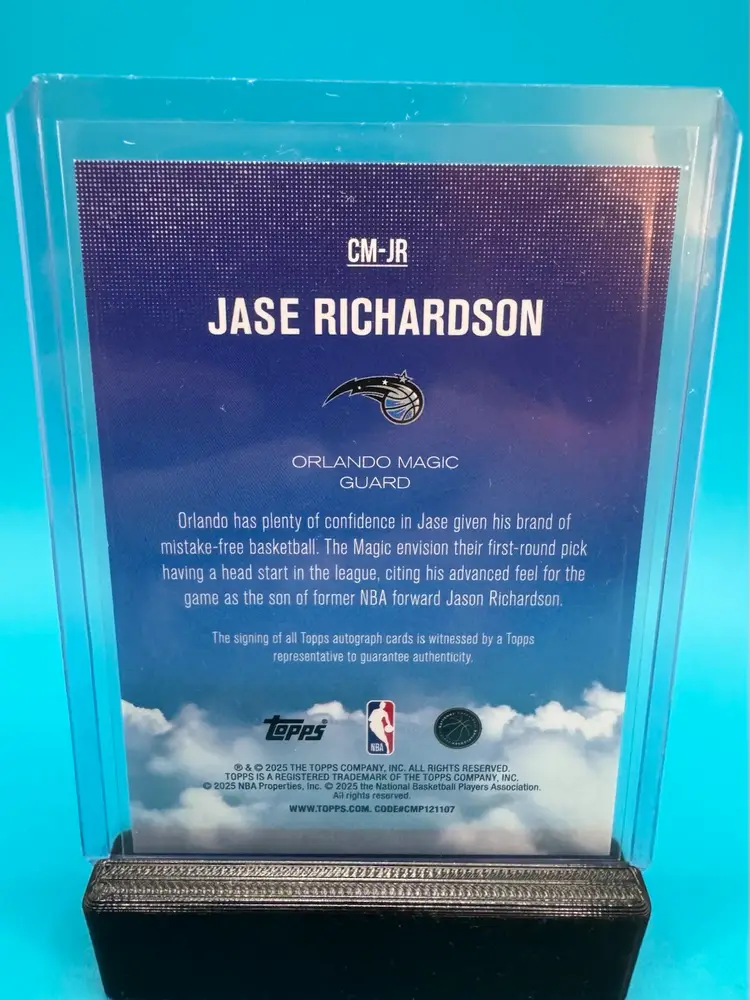 CM-JR
JASE RICHARDSON
ORLANDO MAGIC
GUARD
Orlando has plenty of confidence in Jase given his brand of
mistake-free basketball. The Magic envision their first-round pick
having a head start in the league, citing his advanced feel for the
game as the son of former NBA forward Jason Richardson.
The signing of all Topps autograph cards is witnessed by a Topps
representative to guarantee authenticity.
Topps
NBA
® & © 2025 THE TOPPS COMPANY, INC. ALL RIGHTS RESERVED.
TOPPS IS A REGISTERED TRADEMARK OF THE TOPPS COMPANY, INC.
© 2025 NBA Properties, Inc. © 2025 the National Basketball Players Association.
All rights reserved.
WWW.TOPPS.COM. CODE#CMP121107